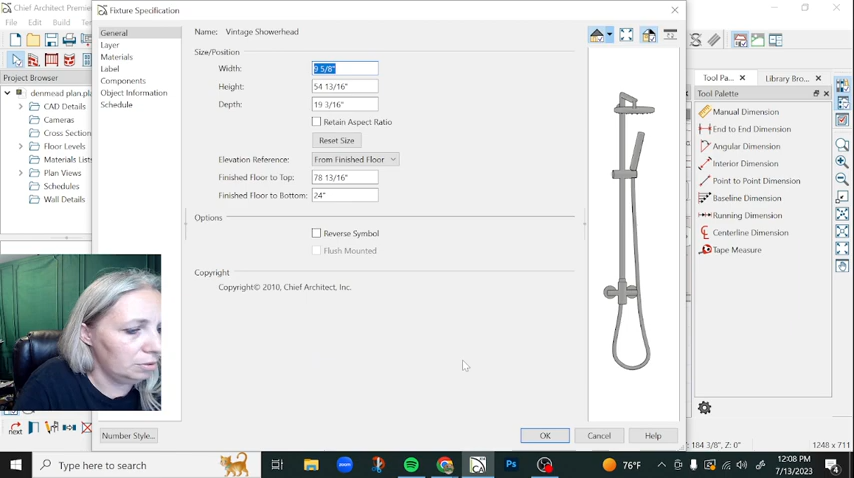 Chief Architect Premie
File Edit Build Te
Fixture Specification
General
Layer
Materials
Label
Components
Object Information
Schedule
Name: Vintage Showerhead
Size/Position
Width: 9 5/8"
Height: 54 13/16"
Depth: 19 3/16"
Retain Aspect Ratio
Reset Size
Elevation Reference: From Finished Floor
Finished Floor to Top: 78 13/16"
Finished Floor to Bottom: 24"
Options
Reverse Symbol
Flush Mounted
Copyright
Copyright© 2010, Chief Architect, Inc.
Number Style...
OK
Cancel
Help
Project Browser
denmead plan.pl
CAD Details
Cameras
Cross Section
Floor Levels
Materials Lists
Plan Views
Schedules
Wall Details
Tool Pa...
Library Bro...
Tool Palette
Manual Dimension
End to End Dimension
Angular Dimension
Interior Dimension
Point to Point Dimension
Baseline Dimension
Running Dimension
Centerline Dimension
Tape Measure
next
: 184 3/8", Z: 0"
1248 x 711
Type here to search
zoom
Ps
76°F
12:08 PM
7/13/2023
4